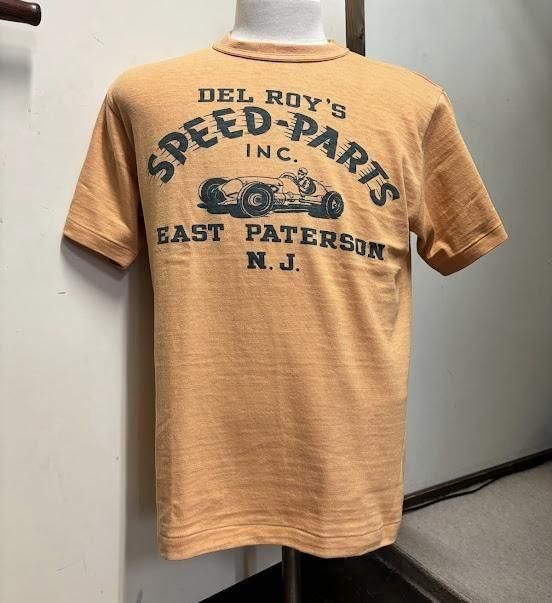 DEL ROY'S
SPEED-PARTS
INC.
EAST PATERSON
N.J.